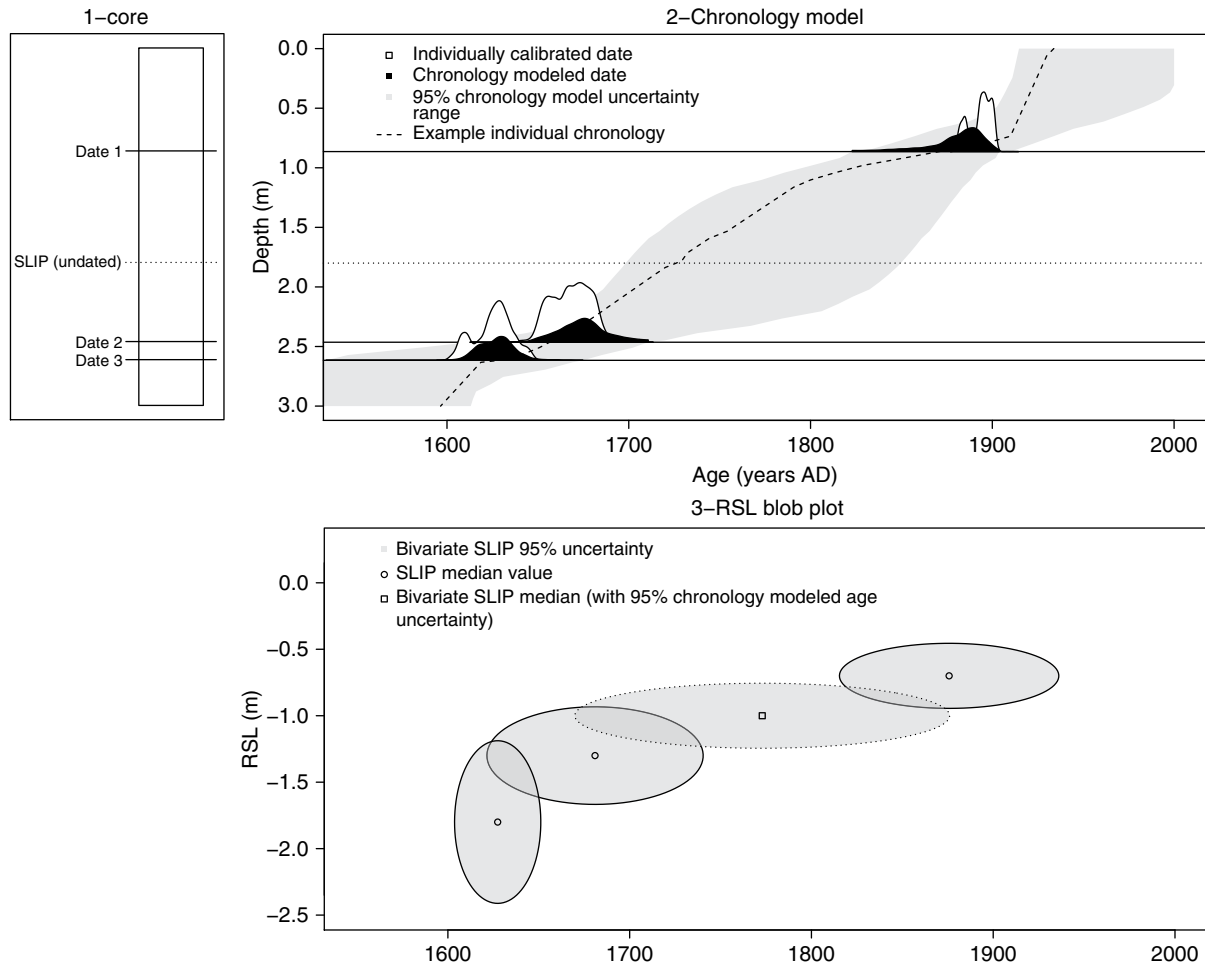 1−core
Date 1
SLIP (undated)
Date 2
Date 3
2−Chronology model
Individually calibrated date
Chronology modeled date
95% chronology model uncertainty
range
Example individual chronology
Depth (m)
0.0
0.5
1.0
1.5
2.0
2.5
3.0
1600
1700
1800
1900
2000
Age (years AD)
3−RSL blob plot
Bivariate SLIP 95% uncertainty
SLIP median value
Bivariate SLIP median (with 95% chronology modeled age
uncertainty)
RSL (m)
0.0
−0.5
−1.0
−1.5
−2.0
−2.5
1600
1700
1800
1900
2000